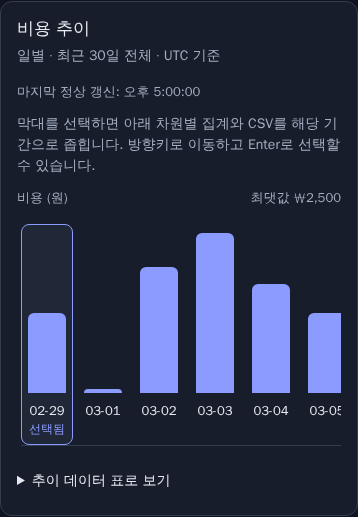 비용 추이
일별 · 최근 30일 전체 · UTC 기준
마지막 정상 갱신: 오후 5:00:00
막대를 선택하면 아래 차원별 집계와 CSV를 해당 기
간으로 좁힙니다. 방향키로 이동하고 Enter로 선택할
수 있습니다.
비용 (원) 최댓값 ₩2,500
02-29 03-01 03-02 03-03 03-04 03-05
선택됨
▶ 추이 데이터 표로 보기